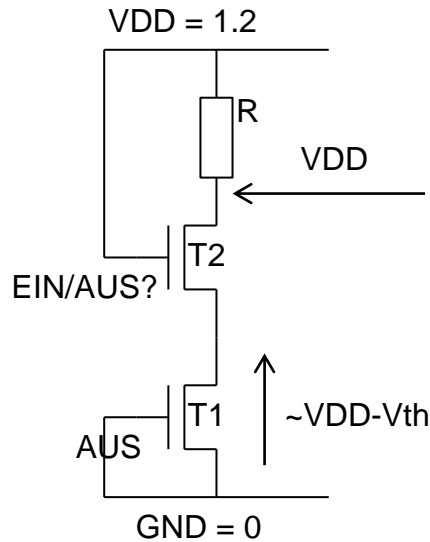 VDD = 1.2
R
VDD
T2
EIN/AUS?
T1
~VDD-Vth
AUS
GND = 0